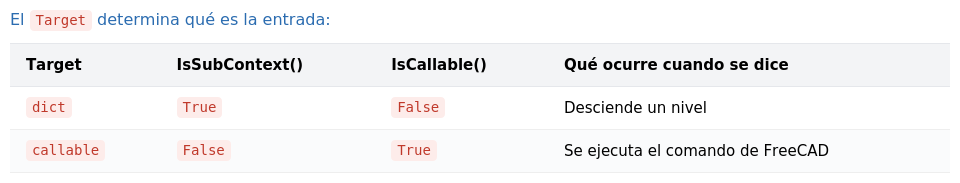 El Target determina qué es la entrada:
Target IsSubContext() IsCallable() Qué ocurre cuando se dice
dict True False Desciende un nivel
callable False True Se ejecuta el comando de FreeCAD